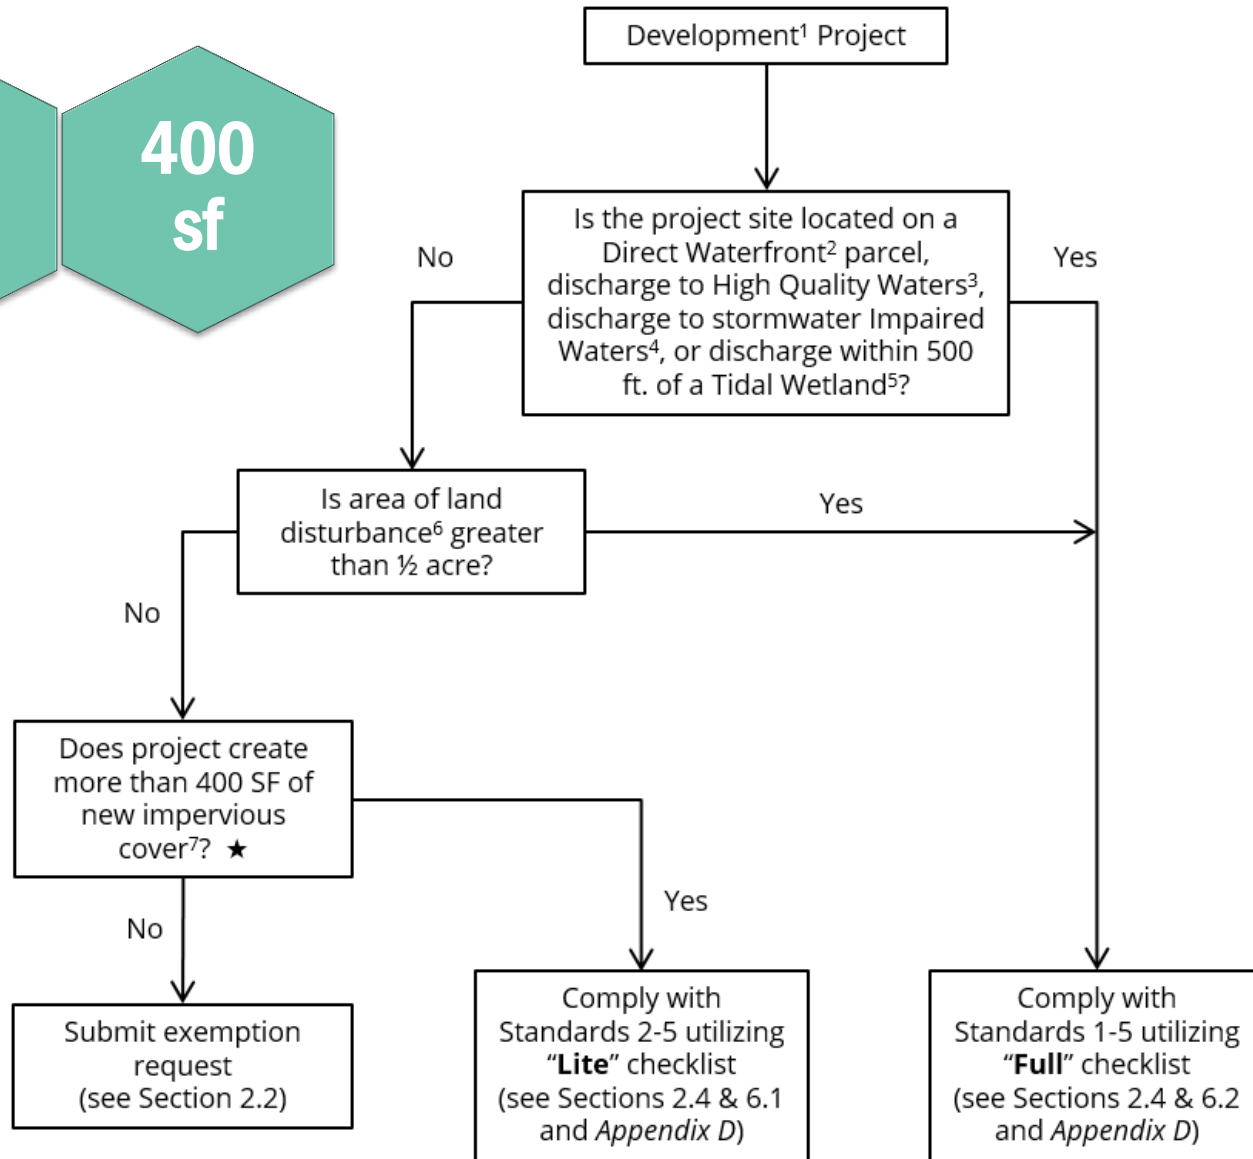 Development¹ Project
400
sf
Is the project site located on a
Direct Waterfront² parcel,
discharge to High Quality Waters³,
discharge to stormwater Impaired
Waters⁴, or discharge within 500
ft. of a Tidal Wetland⁵?
No
Yes
Is area of land
disturbance⁶ greater
than ½ acre?
Yes
No
Does project create
more than 400 SF of
new impervious
cover⁷? ★
Yes
No
Submit exemption
request
(see Section 2.2)
Comply with
Standards 2-5 utilizing
“Lite” checklist
(see Sections 2.4 & 6.1
and Appendix D)
Comply with
Standards 1-5 utilizing
“Full” checklist
(see Sections 2.4 & 6.2
and Appendix D)